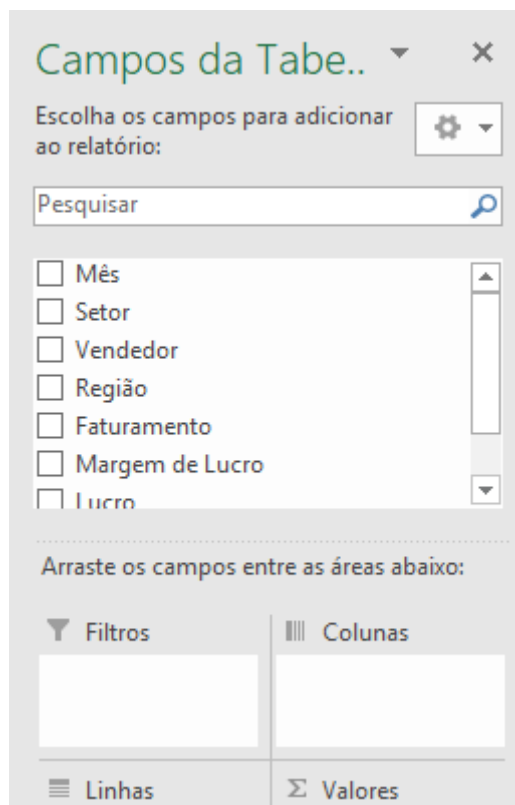 Campos da Tabe..
Escolha os campos para adicionar
ao relatório:
Pesquisar
Mês
Setor
Vendedor
Região
Faturamento
Margem de Lucro
Lucro
Arraste os campos entre as áreas abaixo:
Filtros
Colunas
Linhas
Σ Valores